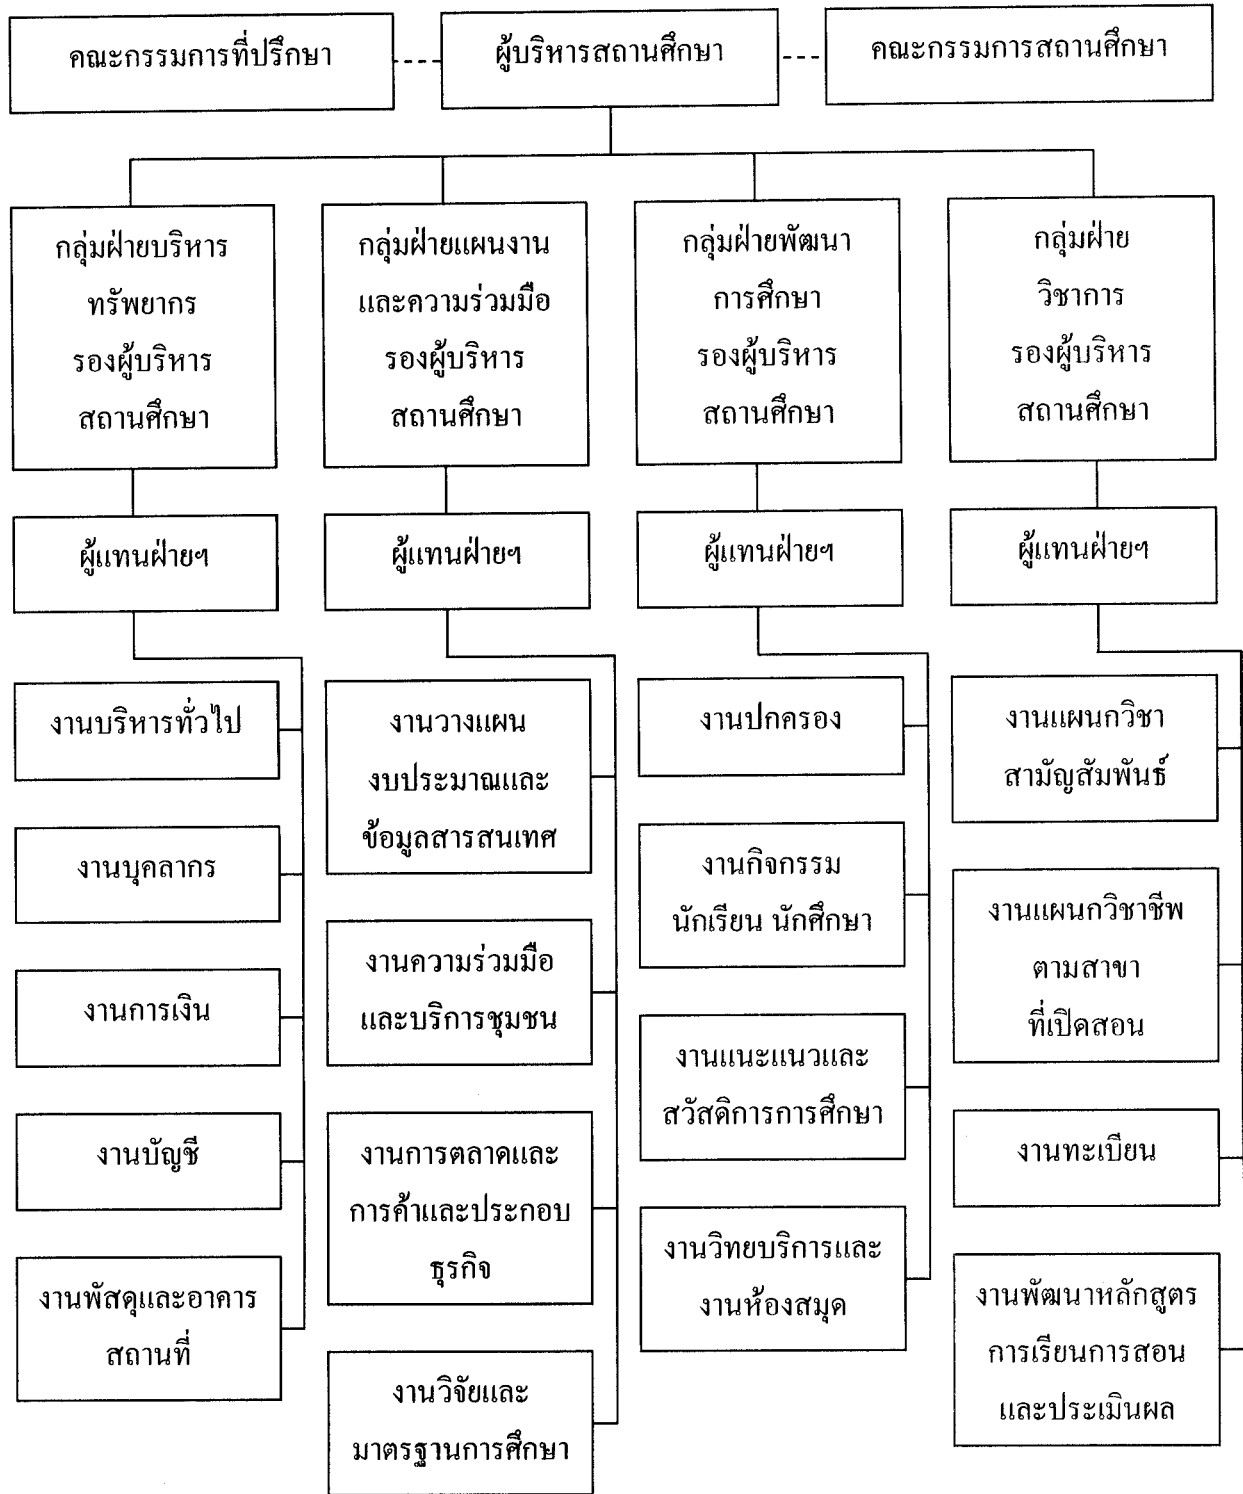 คณะกรรมการที่ปรึกษา
ผู้บริหารสถานศึกษา
คณะกรรมการสถานศึกษา
กลุ่มฝ่ายบริหาร
ทรัพยากร
รองผู้บริหาร
สถานศึกษา
กลุ่มฝ่ายแผนงาน
และความร่วมมือ
รองผู้บริหาร
สถานศึกษา
กลุ่มฝ่ายพัฒนา
การศึกษา
รองผู้บริหาร
สถานศึกษา
กลุ่มฝ่าย
วิชาการ
รองผู้บริหาร
สถานศึกษา
ผู้แทนฝ่ายฯ
ผู้แทนฝ่ายฯ
ผู้แทนฝ่ายฯ
ผู้แทนฝ่ายฯ
งานบริหารทั่วไป
งานบุคลากร
งานการเงิน
งานบัญชี
งานพัสดุและอาคาร
สถานที่
งานวางแผน
งบประมาณและ
ข้อมูลสารสนเทศ
งานความร่วมมือ
และบริการชุมชน
งานการตลาดและ
การค้าและประกอบ
ธุรกิจ
งานวิจัยและ
มาตรฐานการศึกษา
งานปกครอง
งานกิจกรรม
นักเรียน นักศึกษา
งานแนะแนวและ
สวัสดิการการศึกษา
งานวิทยบริการและ
งานห้องสมุด
งานแผนกวิชา
สามัญสัมพันธ์
งานแผนกวิชาชีพ
ตามสาขา
ที่เปิดสอน
งานทะเบียน
งานพัฒนาหลักสูตร
การเรียนการสอน
และประเมินผล